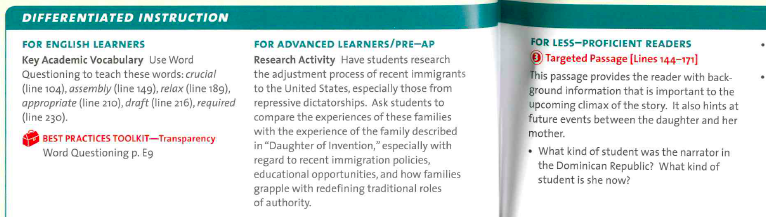 DIFFERENTIATED INSTRUCTION
FOR ENGLISH LEARNERS
Key Academic Vocabulary Use Word
Questioning to teach these words: crucial
(line 104), assembly (line 149), relax (line 189),
appropriate (line 210), draft (line 216), required
(line 230).
BEST PRACTICES TOOLKIT—Transparency
Word Questioning p. E9
FOR ADVANCED LEARNERS/PRE–AP
Research Activity Have students research
the adjustment process of recent immigrants
to the United States, especially those from
repressive dictatorships. Ask students to
compare the experiences of these families
with the experience of the family described
in "Daughter of Invention," especially with
regard to recent immigration policies,
educational opportunities, and how families
grapple with redefining traditional roles
of authority.
FOR LESS–PROFICIENT READERS
3 Targeted Passage [Lines 144–171]
This passage provides the reader with back-
ground information that is important to the
upcoming climax of the story. It also hints at
future events between the daughter and her
mother.
• What kind of student was the narrator in
the Dominican Republic? What kind of
student is she now?